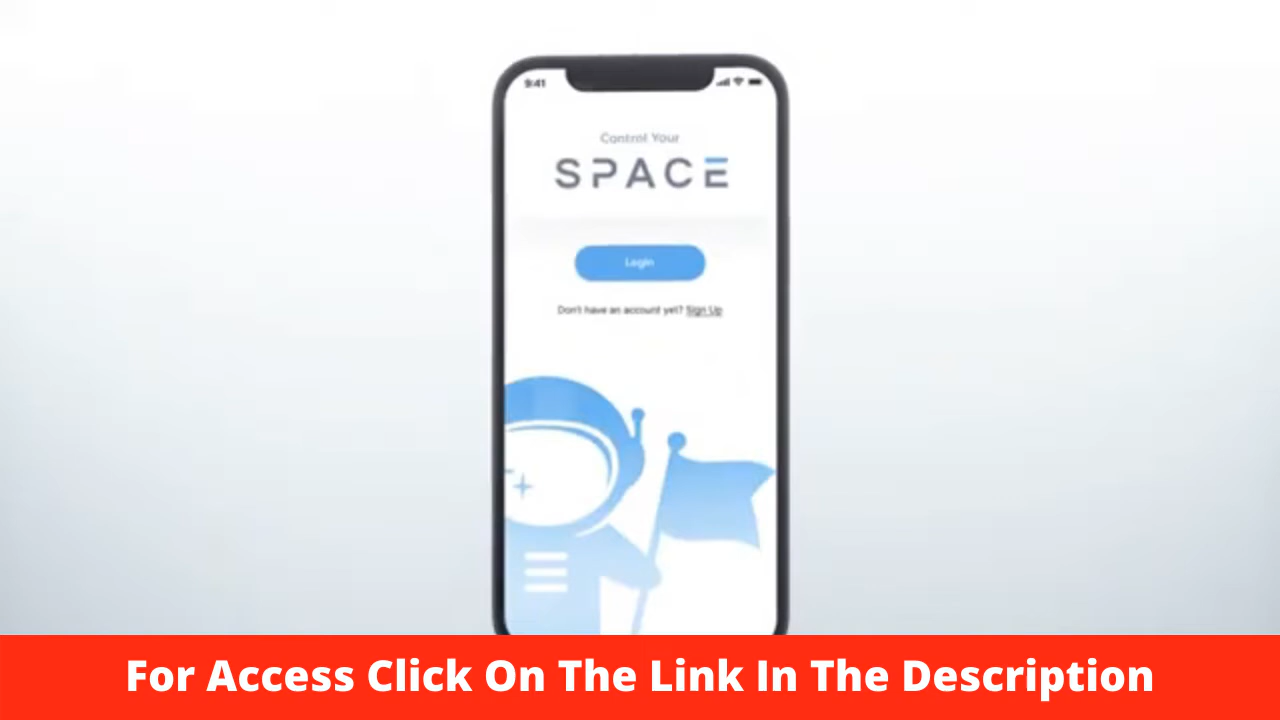 9:41
Control Your
SPACE
Login
Don't have an account yet? Sign Up
For Access Click On The Link In The Description